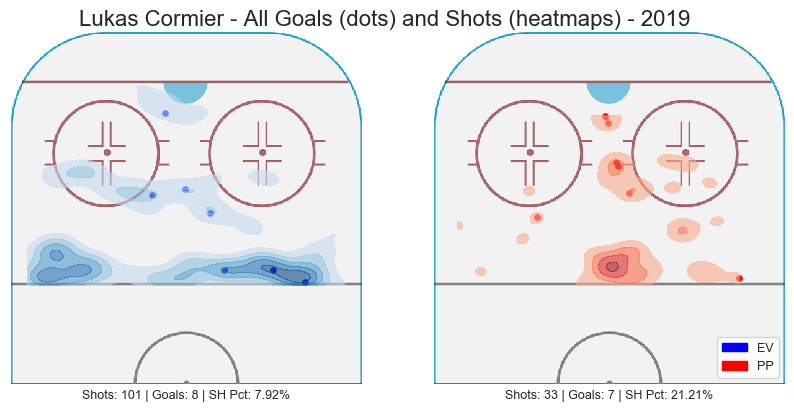 Lukas Cormier - All Goals (dots) and Shots (heatmaps) - 2019
EV
PP
Shots: 101 | Goals: 8 | SH Pct: 7.92%
Shots: 33 | Goals: 7 | SH Pct: 21.21%